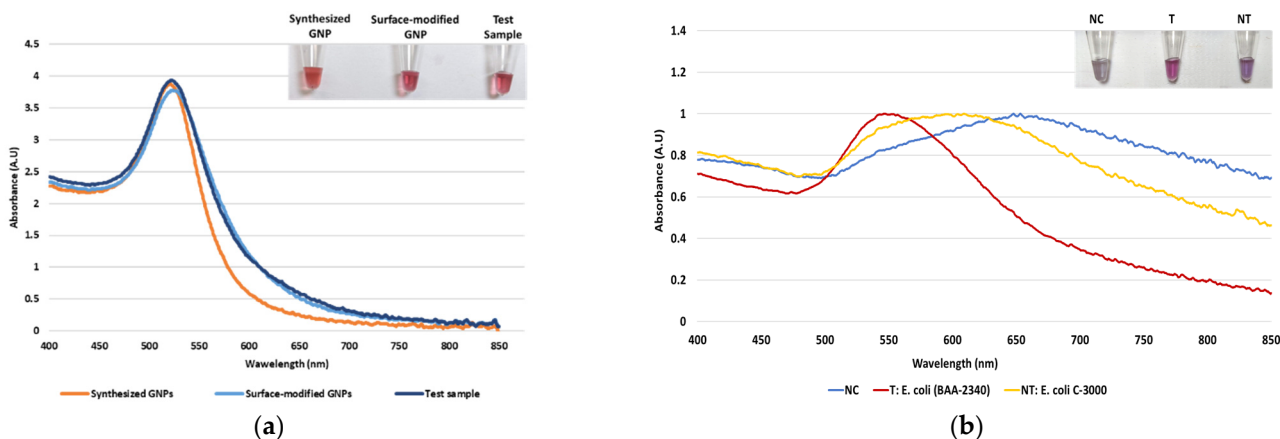 Synthesized GNP
Surface-modified GNP
Test Sample
4.5
4
3.5
3
2.5
2
1.5
1
0.5
0
Absorbance (A.U)
400 450 500 550 600 650 700 750 800 850
Wawelength (nm)
Synthesized GNPs Surface-modified GNPs Test sample
(a)
NC T NT
1.4
1.2
1
0.8
0.6
0.4
0.2
0
Absorbance (A.U)
400 450 500 550 600 650 700 750 800 850
Wavelength (nm)
NC T: E. coli (BAA-2340) NT: E. coli C-3000
(b)